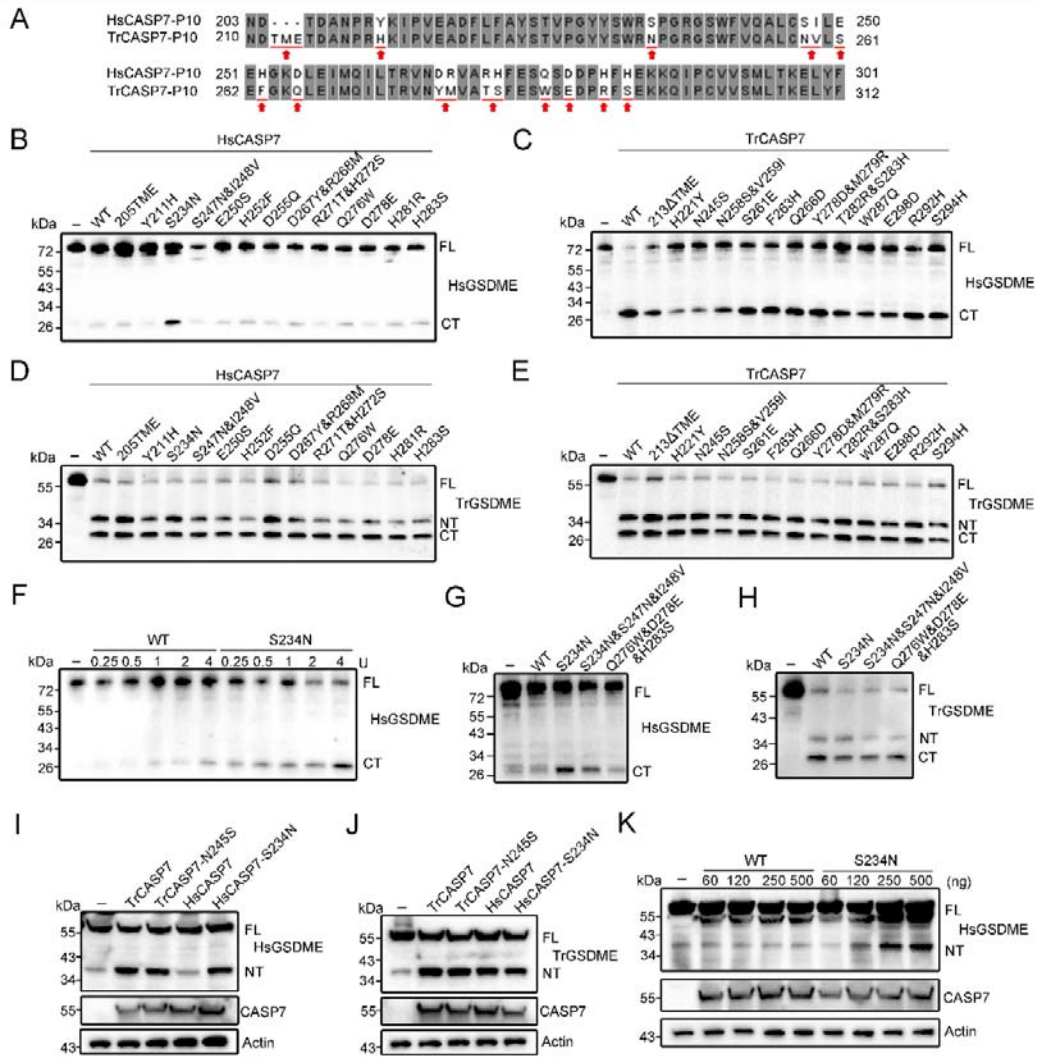 A
HsCASP7-P10 203 ND---TDANPRYKIPVEADFLFAYSTVPGYYSWRSPGRGSWFVQALCSILE 250
TrCASP7-P10 210 NDTMETDANPRHKIPVEADFLFAYSTVPGYYSWRNPGRGSWFVQALCNVLS 261
HsCASP7-P10 251 EHGKDLEIMQILTRVNDRVARHFESQSDDPHFHEKKQIPCVVSMLTKELYF 301
TrCASP7-P10 262 EFGKQLEIMQILTRVNYMVATSFESWSEDPRFSEKKQIPCVVSMLTKELYF 312
B
HsCASP7
kDa – WT 205TME Y211H S234N S247N&I248V E250S H252F D255Q D267Y&R268M R271T&H272S Q276W D278E H281R H283S
72
55
43
34
26
FL
HsGSDME
CT
C
TrCASP7
kDa – WT 213ΔTME H221Y N245S N258S&V259I S261E F263H Q266D Y278D&M279R T282R&S283H W287Q E298D R292H S294H
72
55
43
34
26
FL
HsGSDME
CT
D
HsCASP7
kDa – WT 205TME Y211H S234N S247N&I248V E250S H252F D255Q D267Y&R268M R271T&H272S Q276W D278E H281R H283S
55
43
34
26
FL
TrGSDME
NT
CT
E
TrCASP7
kDa – WT 213ΔTME H221Y N245S N258S&V259I S261E F263H Q266D Y278D&M279R T282R&S283H W287Q E298D R292H S294H
55
43
34
26
FL
TrGSDME
NT
CT
F
WT S234N
kDa – 0.25 0.5 1 2 4 0.25 0.5 1 2 4 U
72
55
43
34
26
FL
HsGSDME
CT
G
kDa – WT S234N S234N&S247N&I248V Q276W&D278E&H283S
72
55
43
34
26
FL
HsGSDME
CT
H
kDa – WT S234N S234N&S247N&I248V Q276W&D278E&H283S
55
43
34
26
FL
TrGSDME
NT
CT
I
kDa – TrCASP7 TrCASP7-N245S HsCASP7 HsCASP7-S234N
55
43
34
FL
HsGSDME
NT
55
CASP7
43
Actin
J
kDa – TrCASP7 TrCASP7-N245S HsCASP7 HsCASP7-S234N
55
43
34
FL
TrGSDME
NT
55
CASP7
43
Actin
K
WT S234N
kDa – 60 120 250 500 60 120 250 500 (ng)
72
55
43
34
FL
HsGSDME
NT
55
CASP7
43
Actin